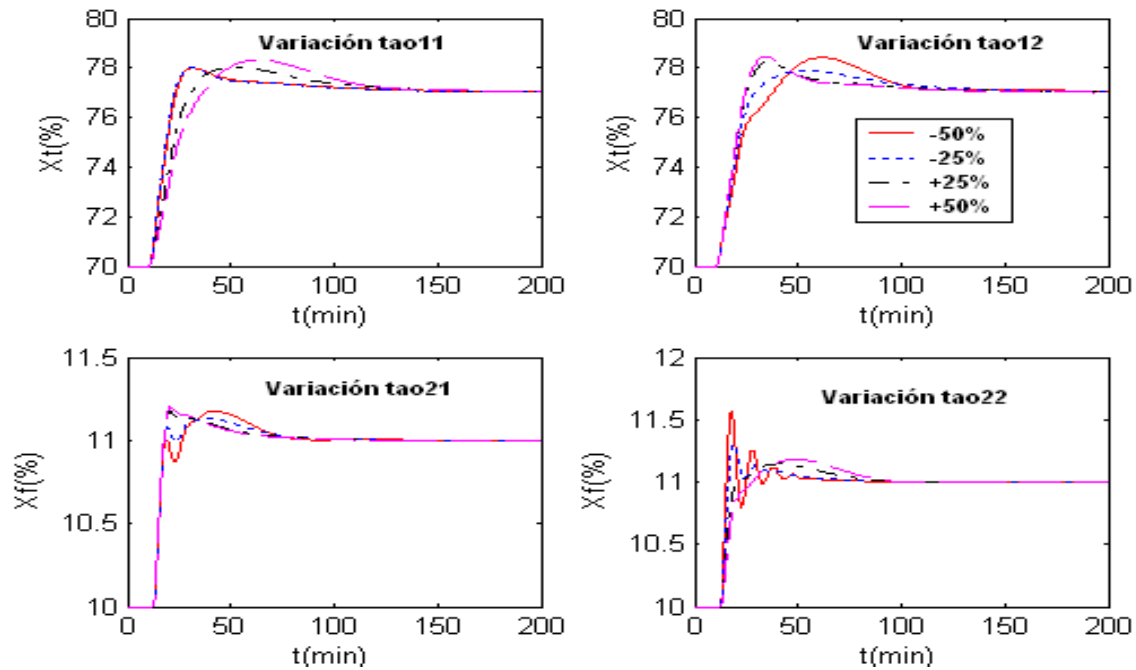 Variación tao11
Xt(%)
80
78
76
74
72
70
0 50 100 150 200
t(min)
Variación tao12
Xt(%)
80
78
76
74
72
70
-50%
-25%
+25%
+50%
0 50 100 150 200
t(min)
Variación tao21
Xf(%)
11.5
11
10.5
10
0 50 100 150 200
t(min)
Variación tao22
Xf(%)
12
11.5
11
10.5
10
0 50 100 150 200
t(min)